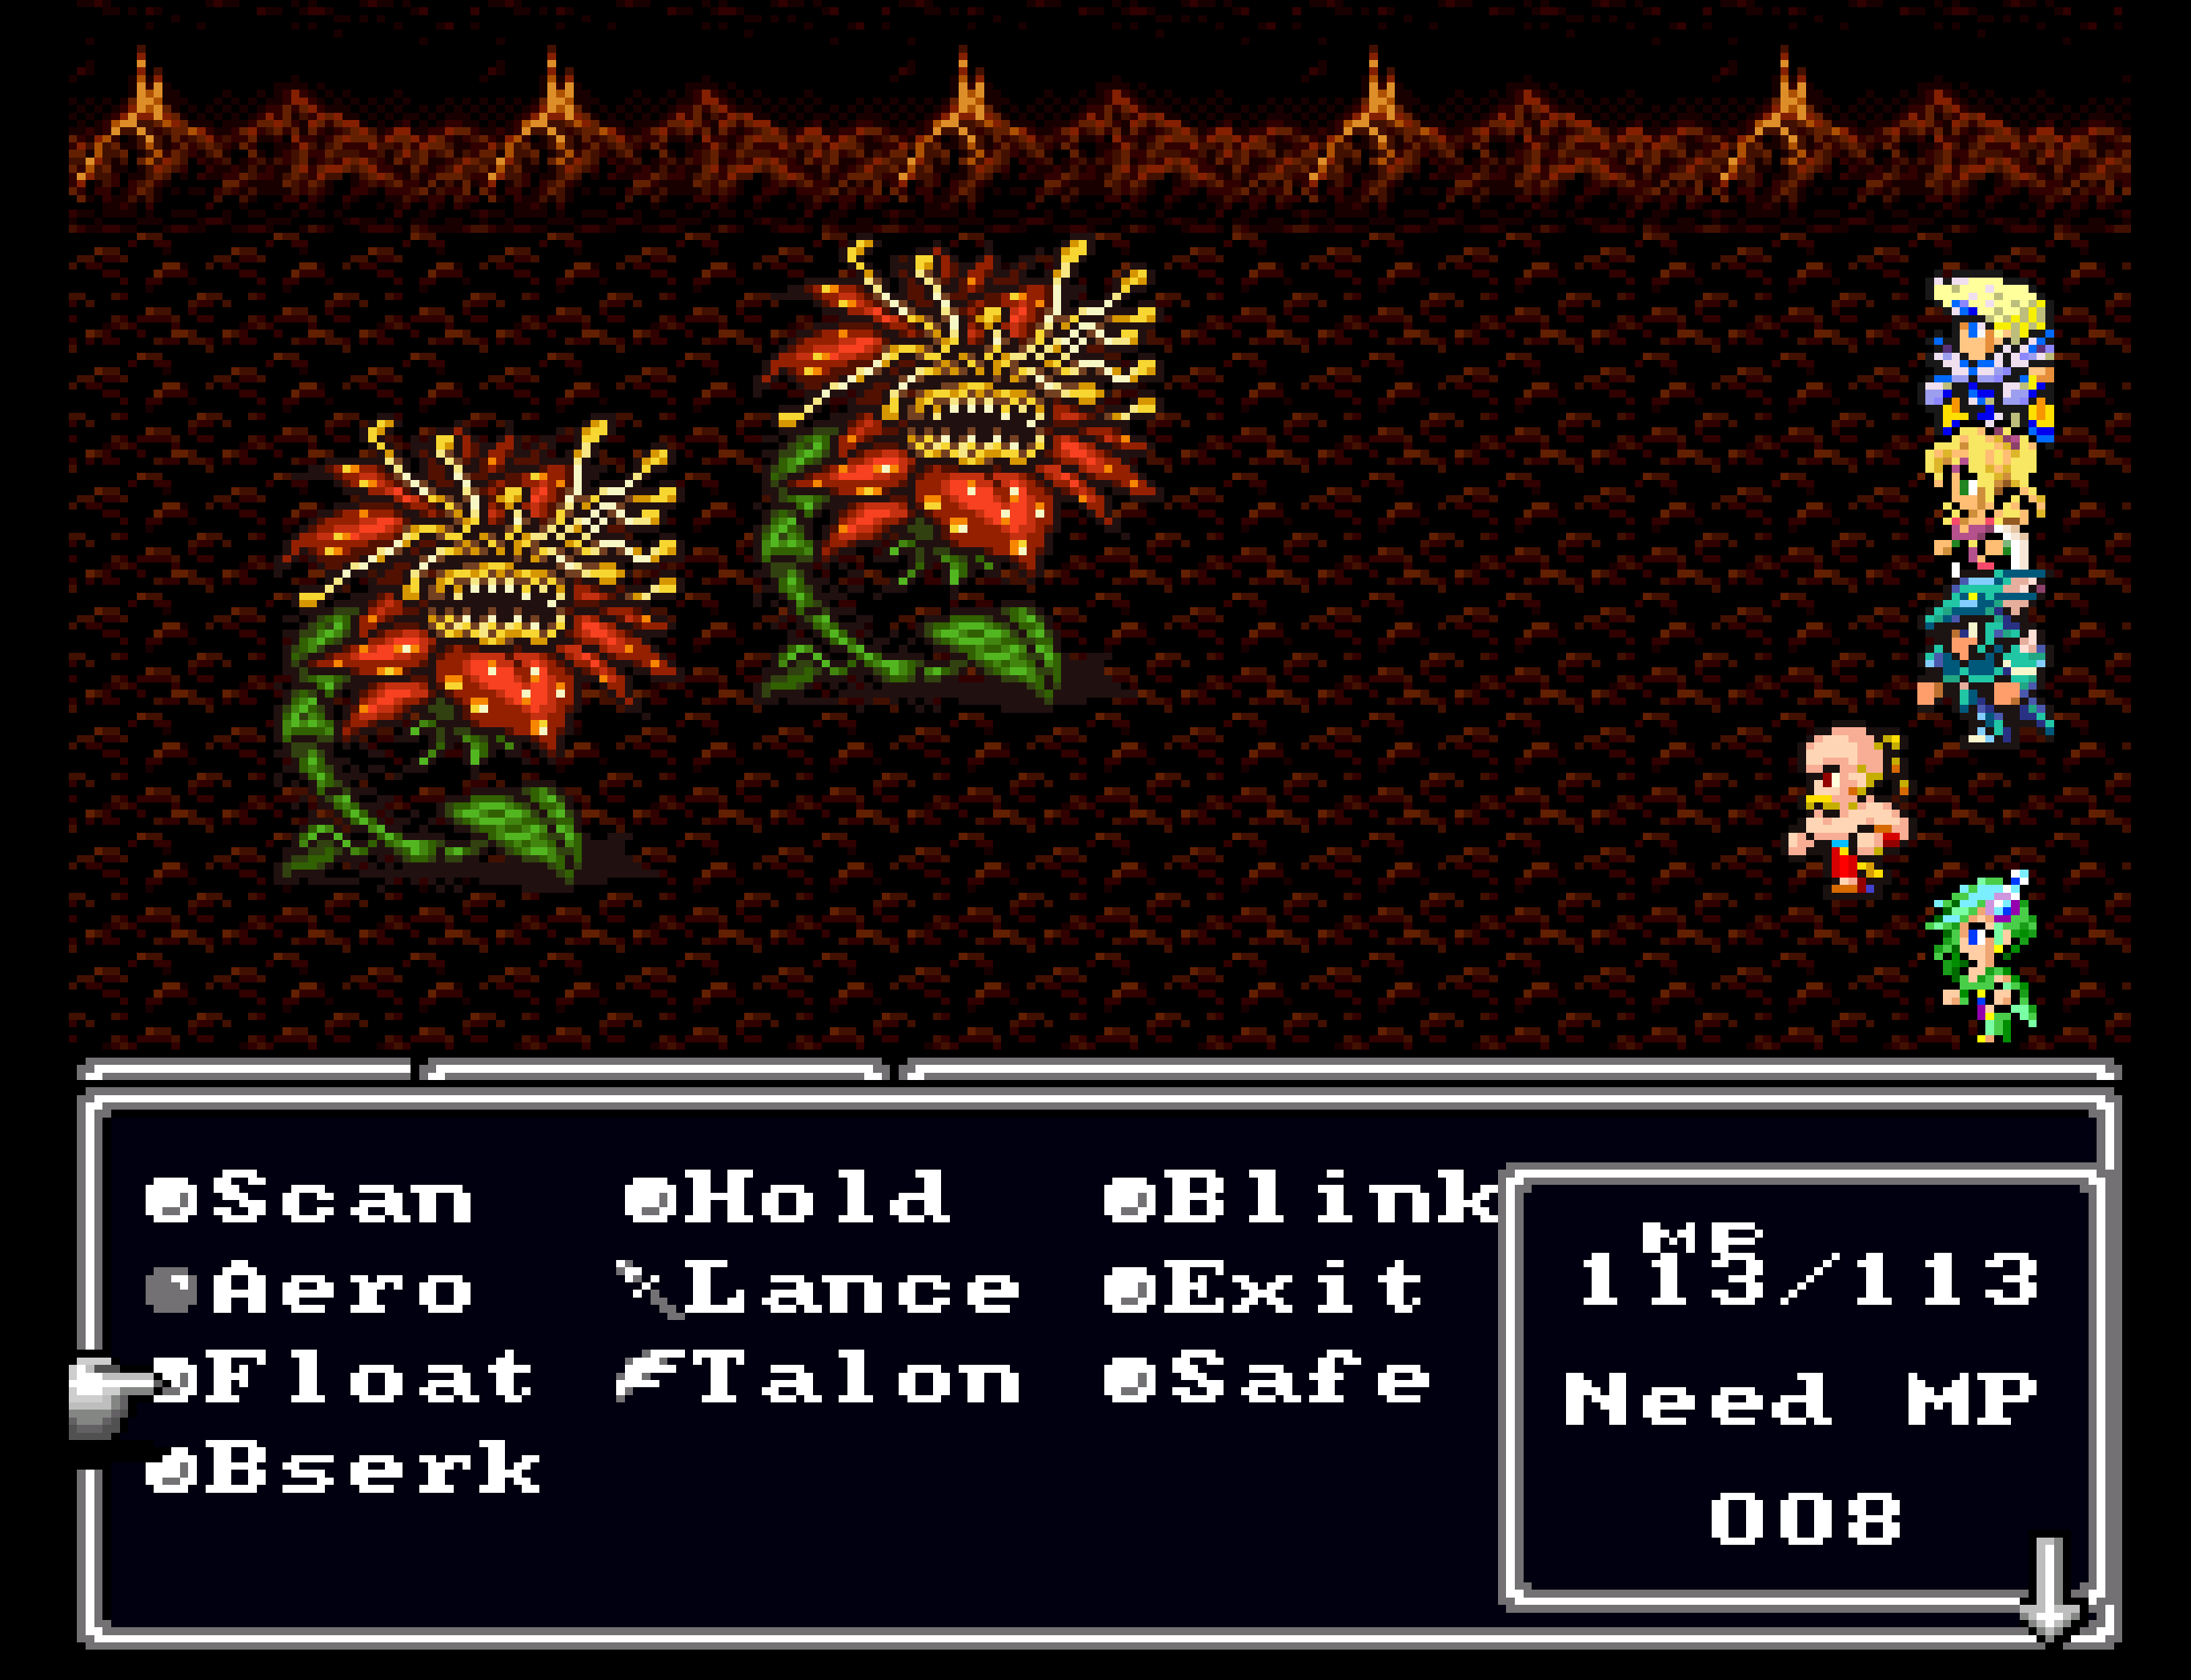 Scan Hold Blink
Aero Lance Exit
Float Talon Safe
Bserk
MP
113/113
Need MP
008